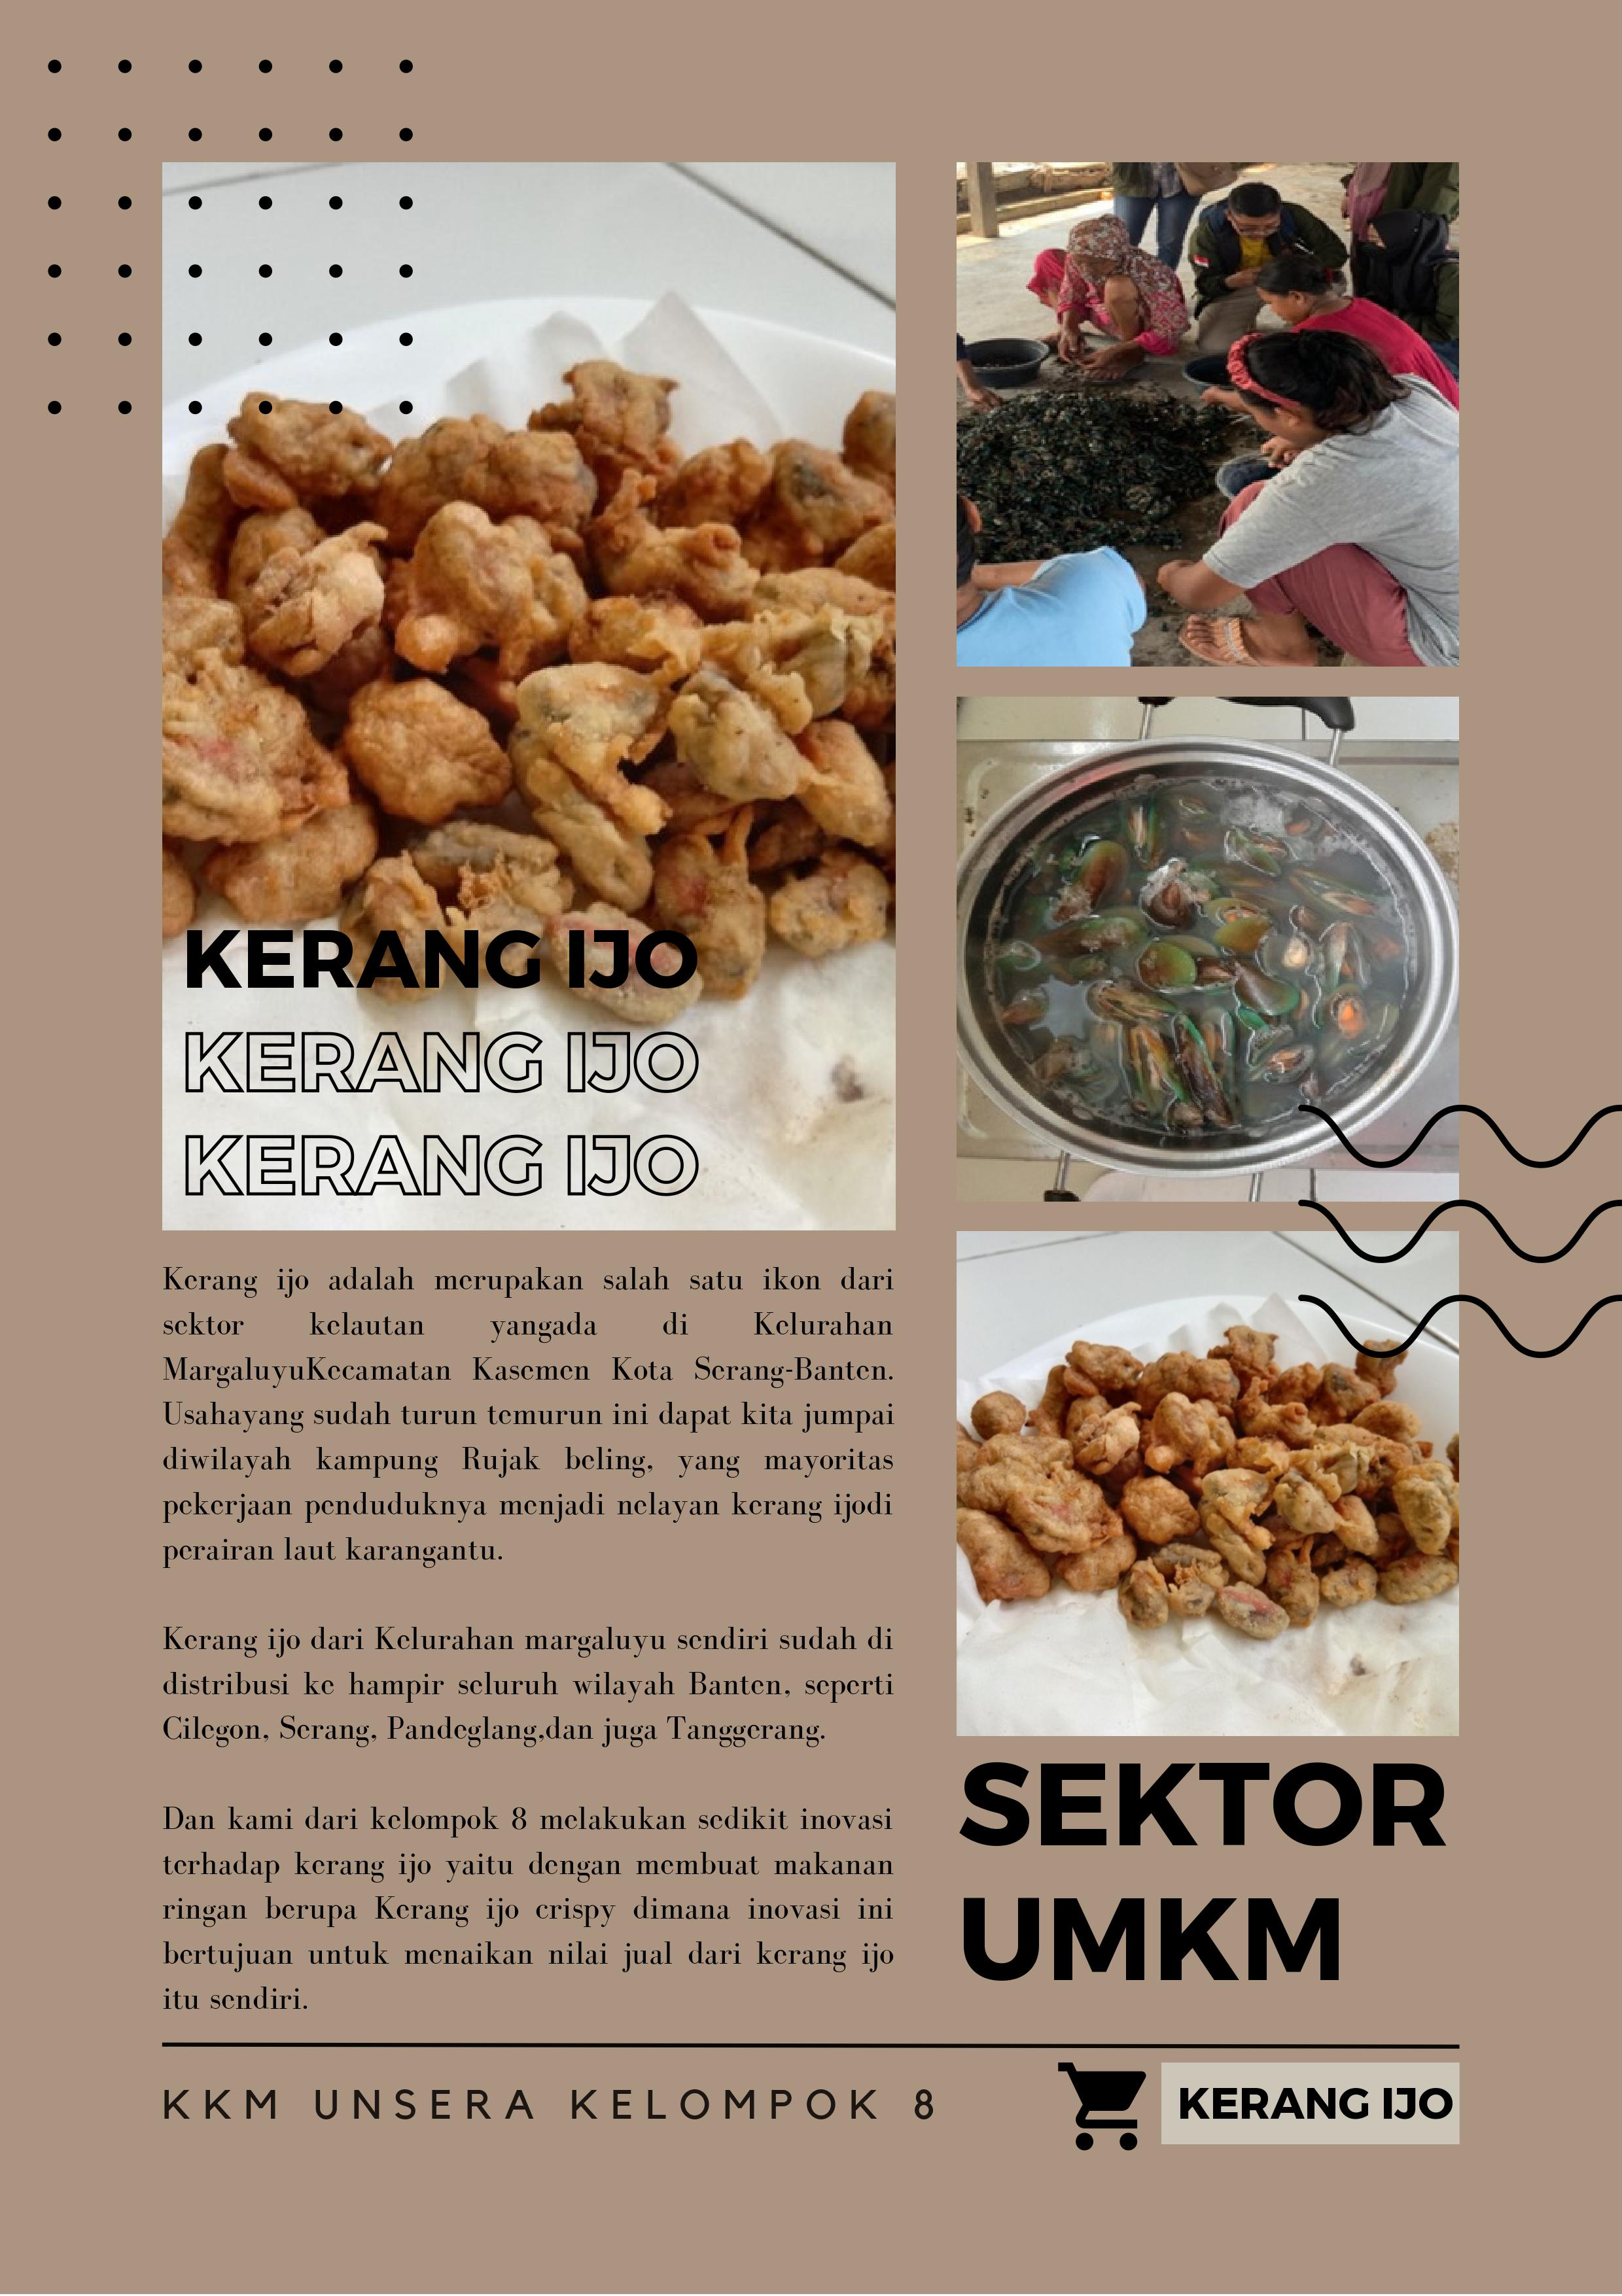 KERANG IJO
KERANG IJO
KERANG IJO
Kerang ijo adalah merupakan salah satu ikon dari
sektor kelautan yangada di Kelurahan
MargaluyuKecamatan Kasemen Kota Serang-Banten.
Usahayang sudah turun temurun ini dapat kita jumpai
diwilayah kampung Rujak beling, yang mayoritas
pekerjaan penduduknya menjadi nelayan kerang ijodi
perairan laut karangantu.
Kerang ijo dari Kelurahan margaluyu sendiri sudah di
distribusi ke hampir seluruh wilayah Banten, seperti
Cilegon, Serang, Pandeglang,dan juga Tanggerang.
Dan kami dari kelompok 8 melakukan sedikit inovasi
terhadap kerang ijo yaitu dengan membuat makanan
ringan berupa Kerang ijo crispy dimana inovasi ini
bertujuan untuk menaikan nilai jual dari kerang ijo
itu sendiri.
SEKTOR
UMKM
KKM UNSERA KELOMPOK 8
KERANG IJO